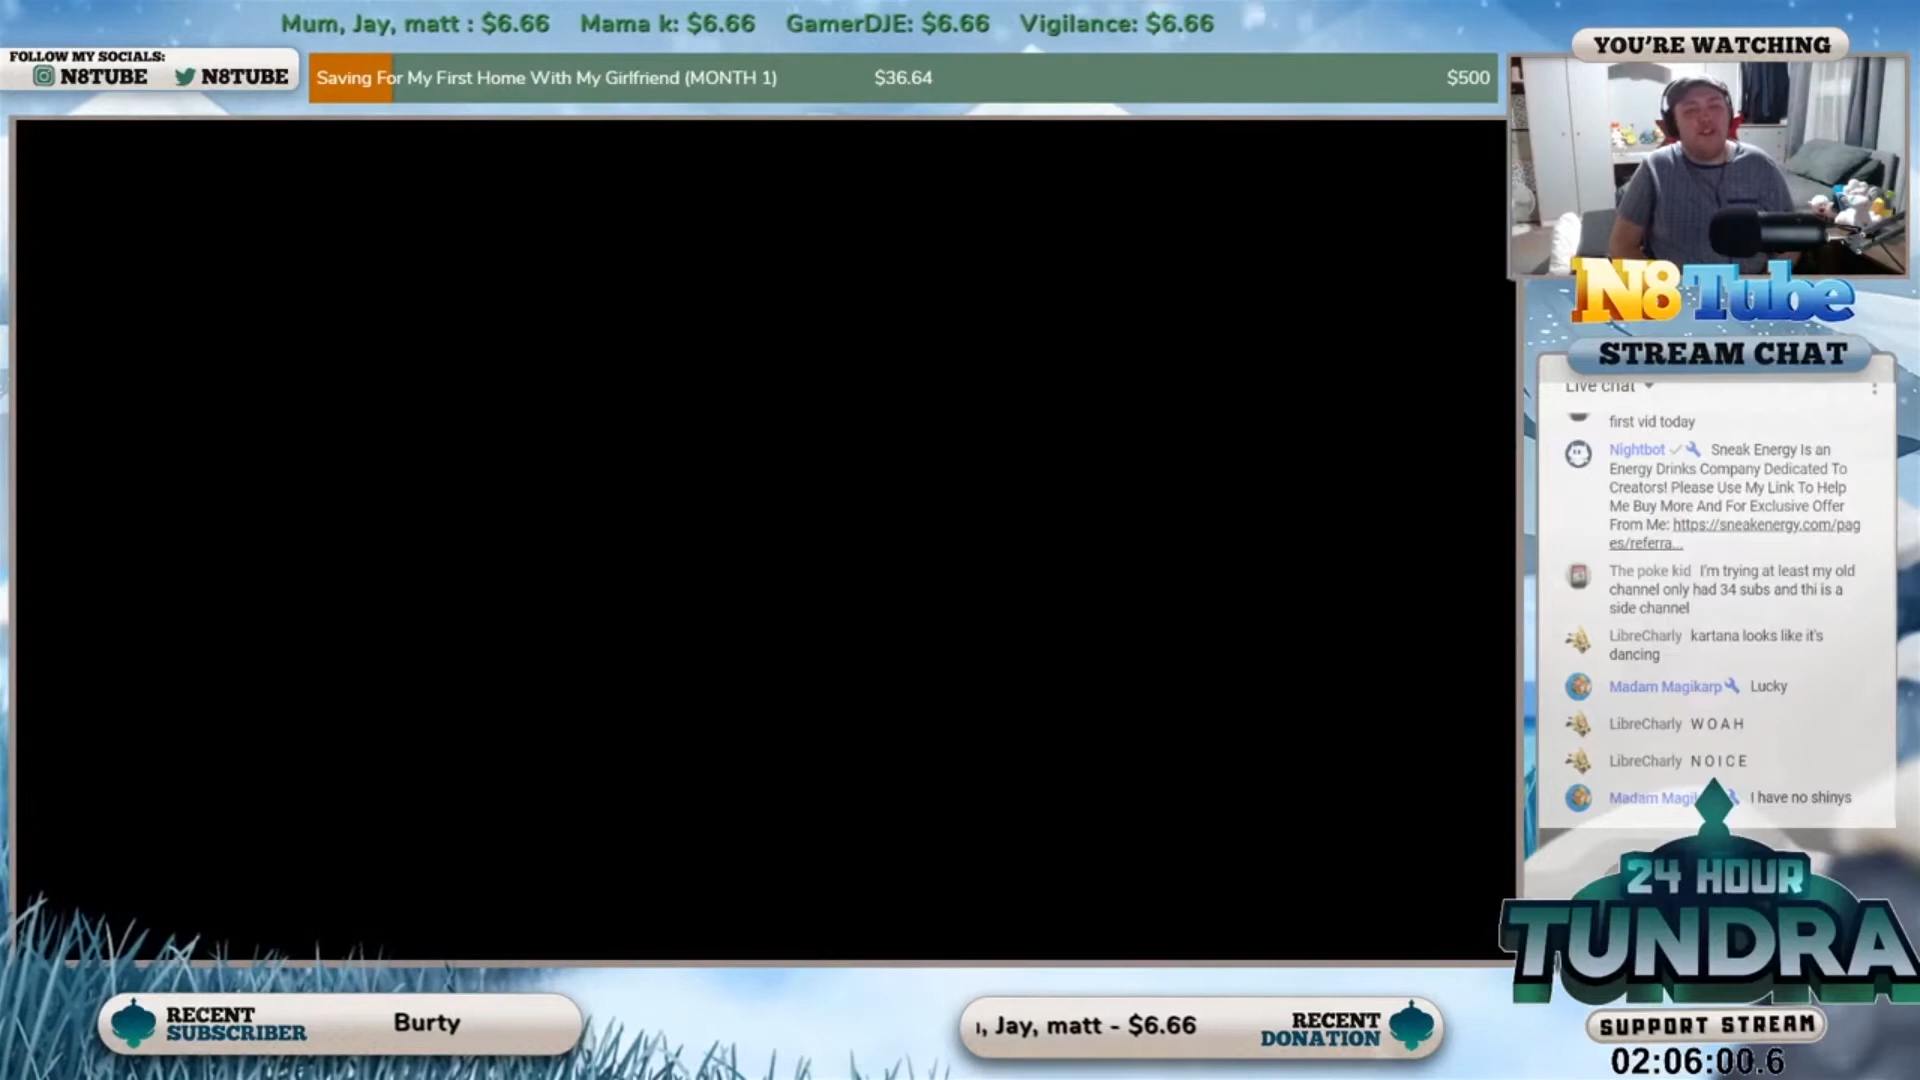 Mum, Jay, matt : $6.66 Mama k: $6.66 GamerDJE: $6.66 Vigilance: $6.66
FOLLOW MY SOCIALS:
N8TUBE N8TUBE
Saving For My First Home With My Girlfriend (MONTH 1) $36.64 $500
YOU'RE WATCHING
N8Tube
STREAM CHAT
Live chat
first vid today
Nightbot Sneak Energy Is an
Energy Drinks Company Dedicated To
Creators! Please Use My Link To Help
Me Buy More And For Exclusive Offer
From Me: https://sneakenergy.com/pag
es/referra...
The poke kid I'm trying at least my old
channel only had 34 subs and thi is a
side channel
LibreCharly kartana looks like it's
dancing
Madam Magikarp Lucky
LibreCharly W O A H
LibreCharly N O I C E
Madam Magik I have no shinys
24 HOUR
TUNDRA
SUPPORT STREAM
02:06:00.6
RECENT
SUBSCRIBER
Burty
, Jay, matt - $6.66
RECENT
DONATION